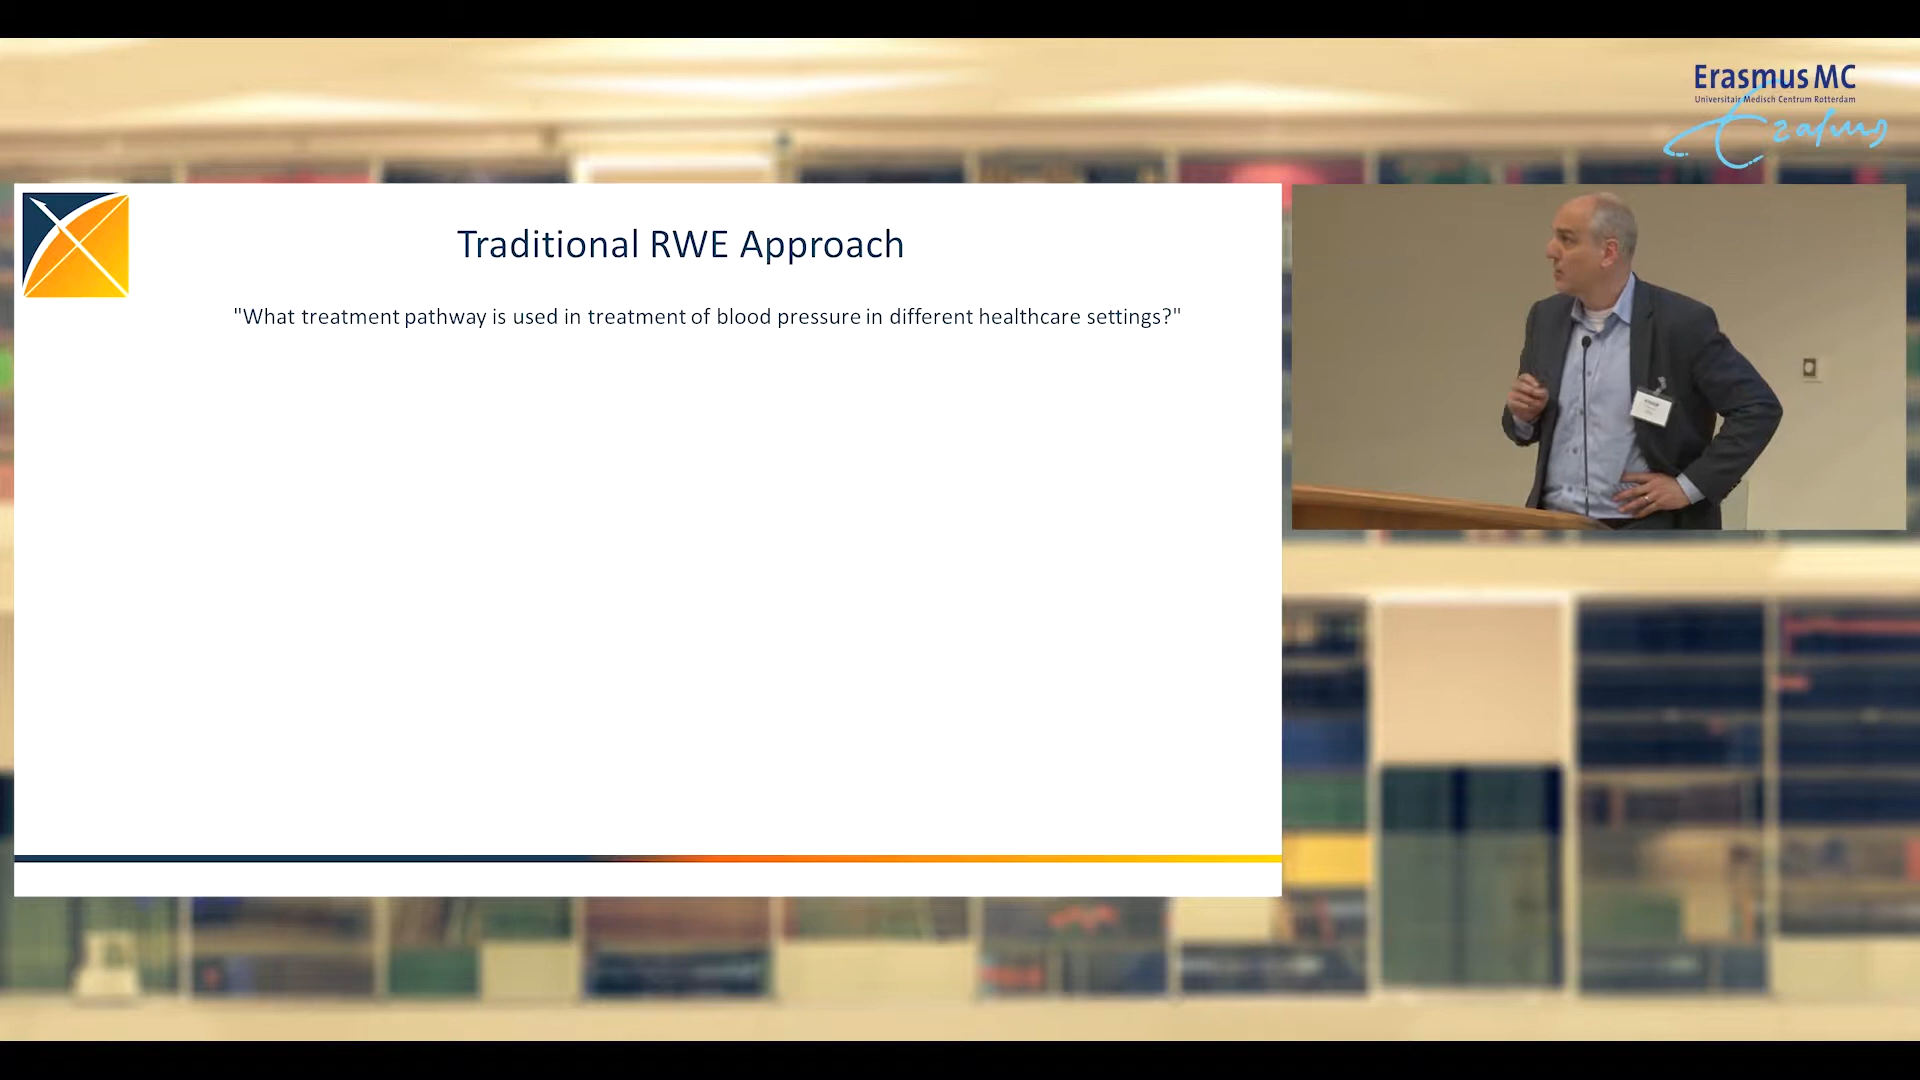 Erasmus MC
Universitair Medisch Centrum Rotterdam
Erasmus
Traditional RWE Approach
"What treatment pathway is used in treatment of blood pressure in different healthcare settings?"